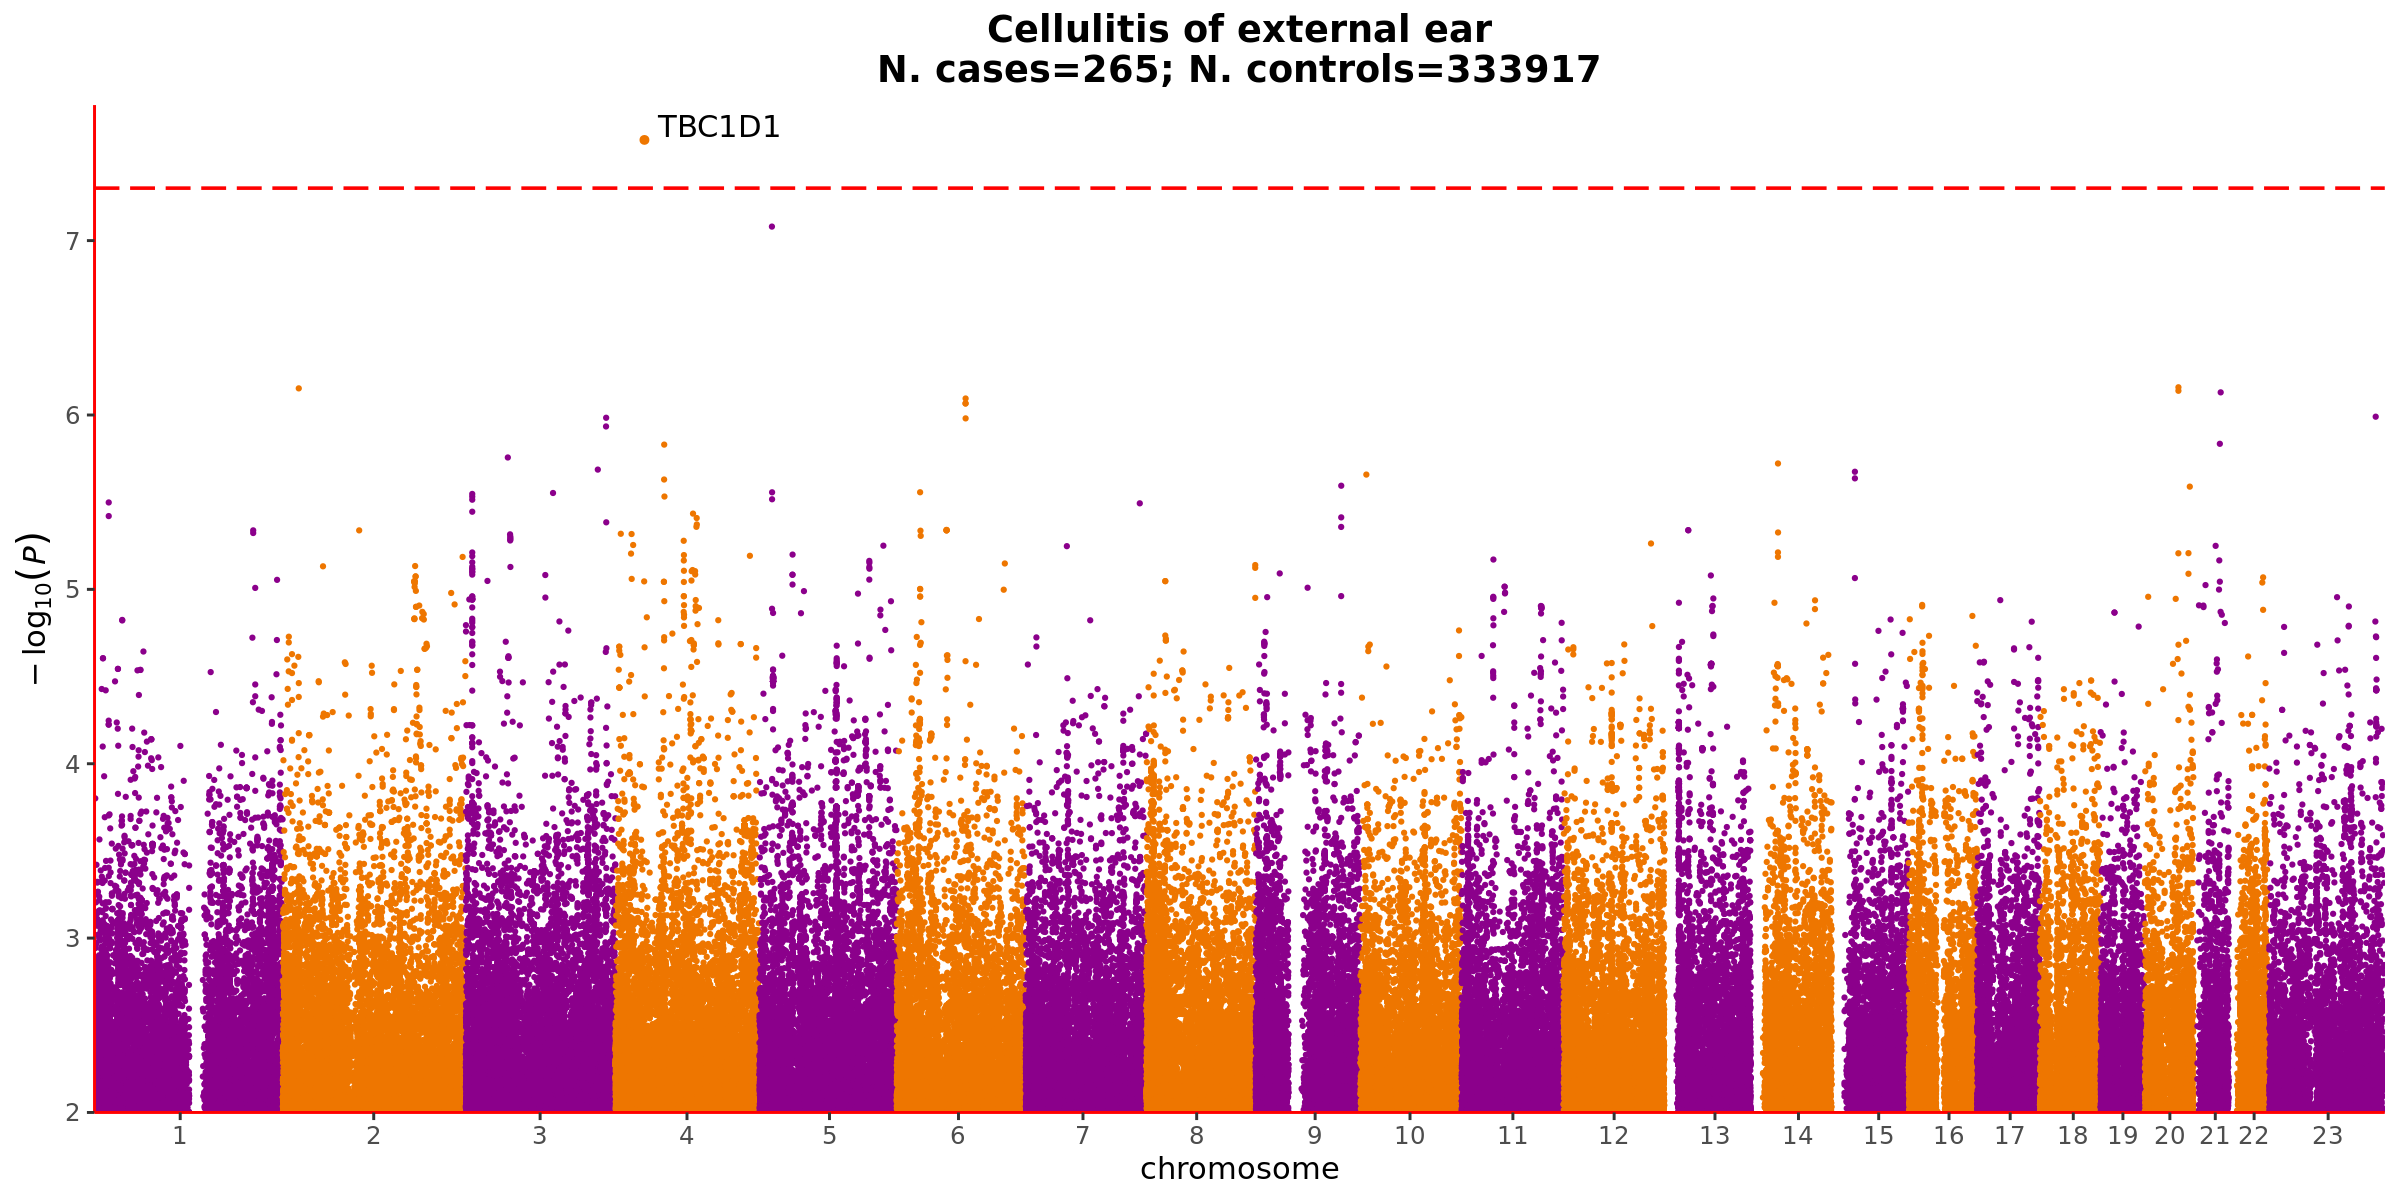 Cellulitis of external ear
N. cases=265; N. controls=333917
TBC1D1
7
6
5
4
3
2
−log10(P)
1 2 3 4 5 6 7 8 9 10 11 12 13 14 15 16 17 18 19 20 21 22 23
chromosome